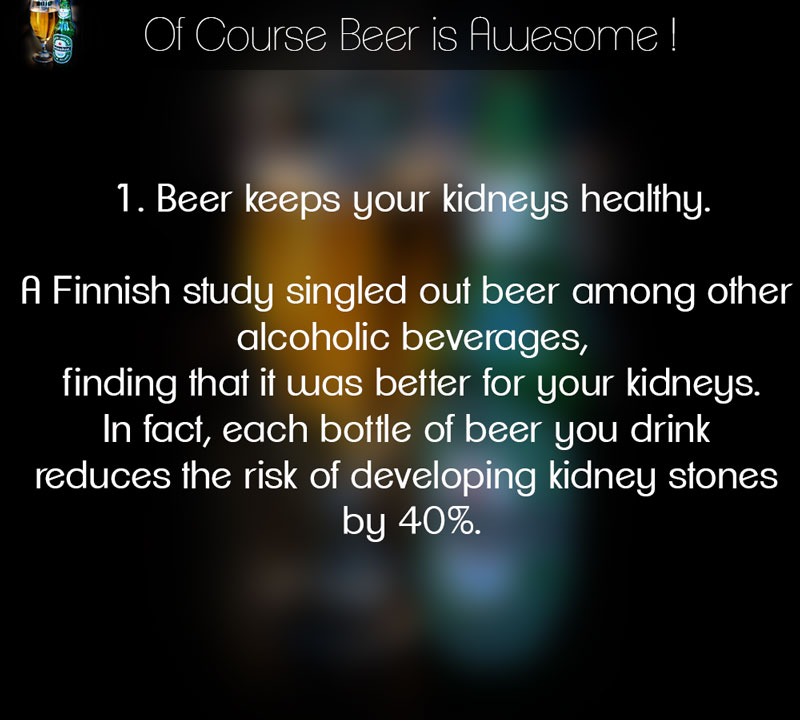 Of Course Beer is Awesome !
1. Beer keeps your kidneys healthy.
A Finnish study singled out beer among other
alcoholic beverages,
finding that it was better for your kidneys.
In fact, each bottle of beer you drink
reduces the risk of developing kidney stones
by 40%.